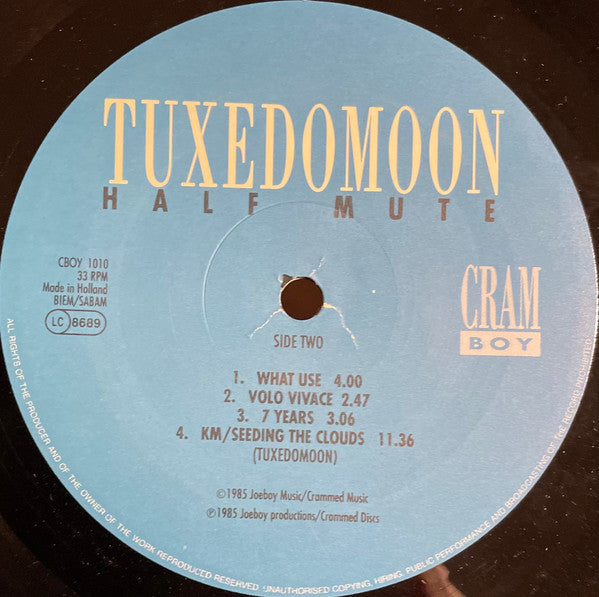 TUXEDOMOON
HALF MUTE
CBOY 1010
33 RPM
Made in Holland
BIEM/SABAM
LC 8689
CRAM
BOY
SIDE TWO
1. WHAT USE 4.00
2. VOLO VIVACE 2.47
3. 7 YEARS 3.06
4. KM/SEEDING THE CLOUDS 11.36
(TUXEDOMOON)
©1985 Joeboy Music/Crammed Music
℗1985 Joeboy productions/Crammed Discs
ALL RIGHTS OF THE PRODUCER AND OF THE OWNER OF THE WORK REPRODUCED RESERVED. UNAUTHORISED COPYING, HIRING, PUBLIC PERFORMANCE AND BROADCASTING OF THE RECORD PROHIBITED